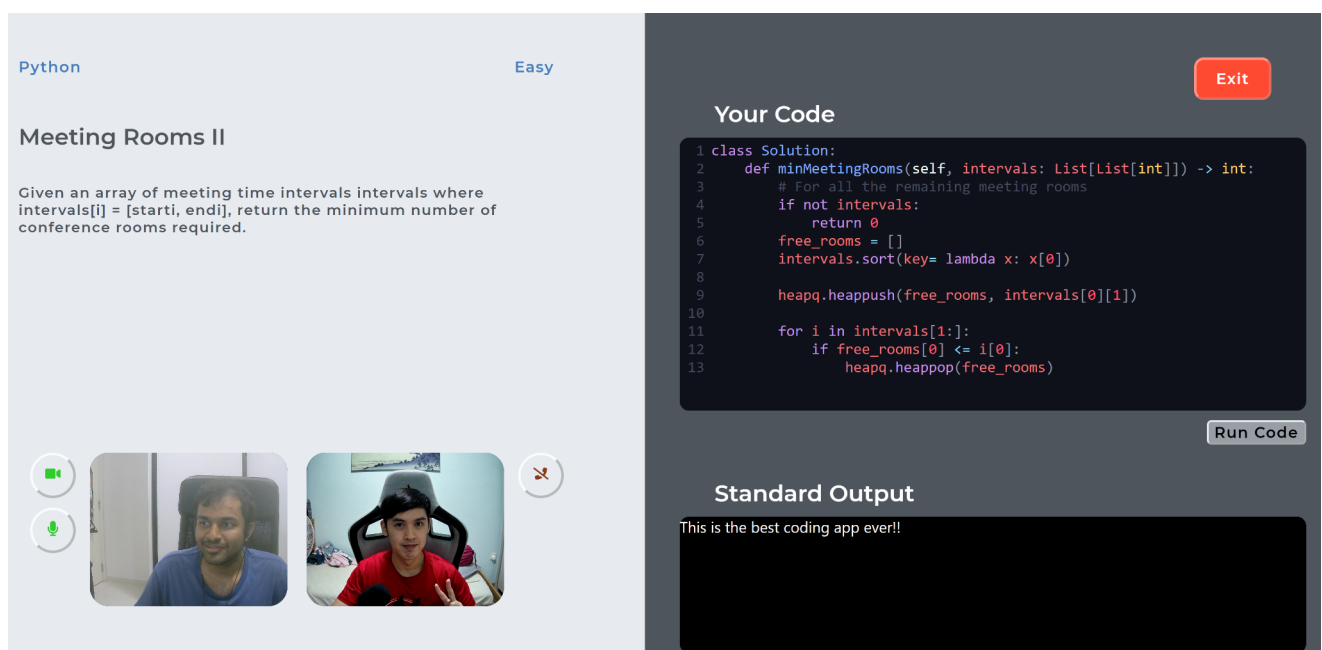 Python
Easy
Meeting Rooms II
Given an array of meeting time intervals intervals where
intervals[i] = [starti, endi], return the minimum number of
conference rooms required.
Exit
Your Code
1 class Solution:
2     def minMeetingRooms(self, intervals: List[List[int]]) -> int:
3         # For all the remaining meeting rooms
4         if not intervals:
5             return 0
6         free_rooms = []
7         intervals.sort(key= lambda x: x[0])
8
9         heapq.heappush(free_rooms, intervals[0][1])
10
11         for i in intervals[1:]:
12             if free_rooms[0] <= i[0]:
13                 heapq.heappop(free_rooms)
Run Code
Standard Output
This is the best coding app ever!!